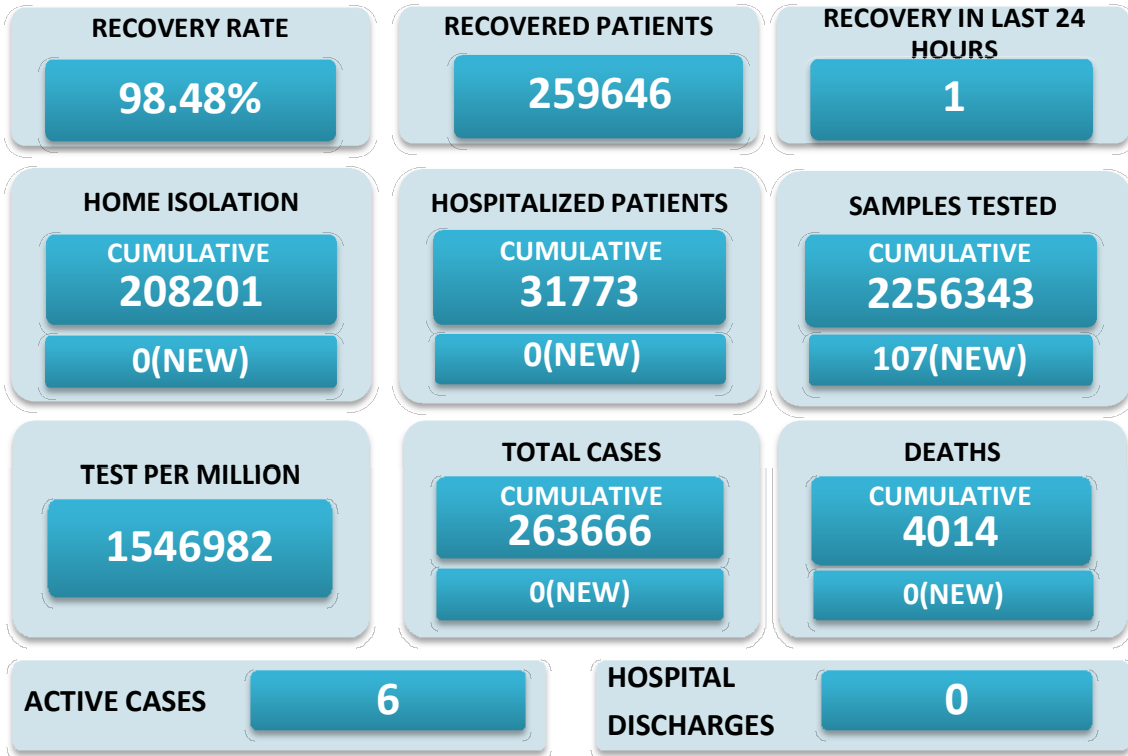 RECOVERY RATE
98.48%
RECOVERED PATIENTS
259646
RECOVERY IN LAST 24
HOURS
1
HOME ISOLATION
CUMULATIVE
208201
0(NEW)
HOSPITALIZED PATIENTS
CUMULATIVE
31773
0(NEW)
SAMPLES TESTED
CUMULATIVE
2256343
107(NEW)
TEST PER MILLION
1546982
TOTAL CASES
CUMULATIVE
263666
0(NEW)
DEATHS
CUMULATIVE
4014
0(NEW)
ACTIVE CASES
6
HOSPITAL
DISCHARGES
0